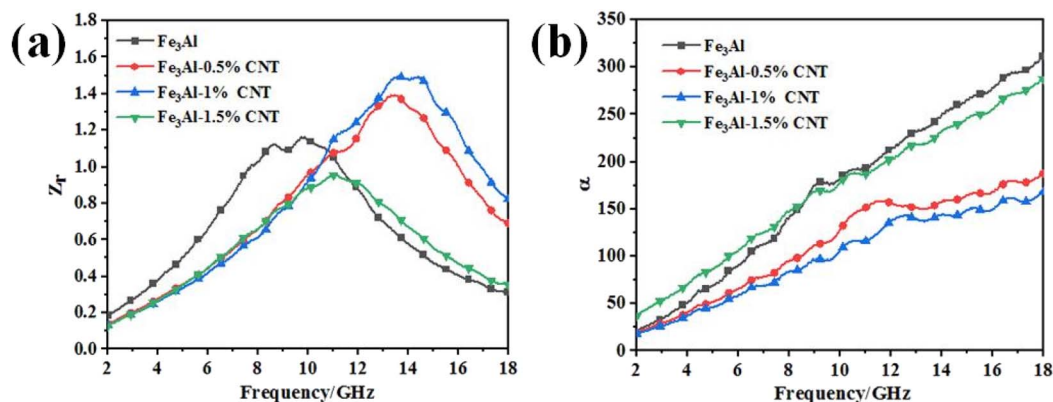 (a)
1.8
1.6
1.4
1.2
1.0
0.8
0.6
0.4
0.2
0.0
Zr
Fe₃Al
Fe₃Al-0.5% CNT
Fe₃Al-1% CNT
Fe₃Al-1.5% CNT
2 4 6 8 10 12 14 16 18
Frequency/GHz
(b)
350
300
250
200
150
100
50
0
α
Fe₃Al
Fe₃Al-0.5% CNT
Fe₃Al-1% CNT
Fe₃Al-1.5% CNT
2 4 6 8 10 12 14 16 18
Frequency/GHz